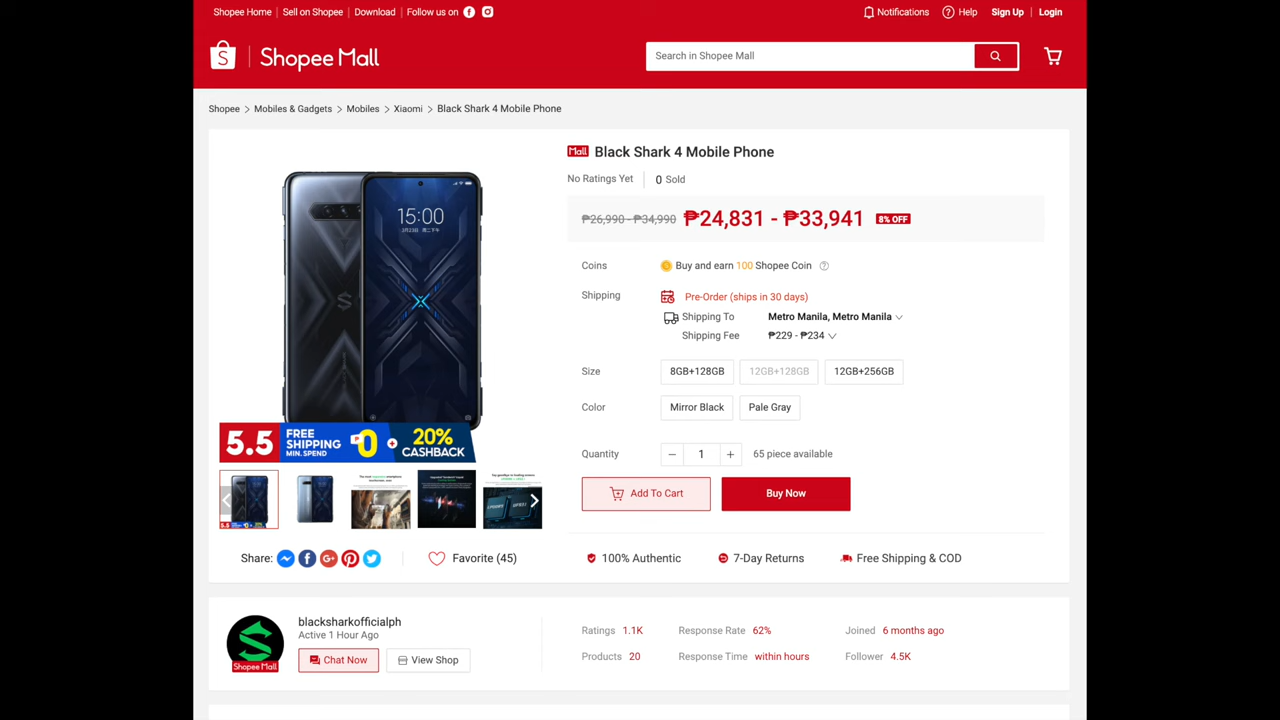 Shopee Home | Sell on Shopee | Download | Follow us on
Notifications Help Sign Up | Login
Shopee Mall
Search in Shopee Mall
Shopee > Mobiles & Gadgets > Mobiles > Xiaomi > Black Shark 4 Mobile Phone
Mall Black Shark 4 Mobile Phone
No Ratings Yet 0 Sold
₱26,990 - ₱34,990 ₱24,831 - ₱33,941 8% OFF
15:00
Coins Buy and earn 100 Shopee Coin
Shipping Pre-Order (ships in 30 days)
Shipping To Metro Manila, Metro Manila
Shipping Fee ₱229 - ₱234
Size 8GB+128GB 12GB+128GB 12GB+256GB
Color Mirror Black Pale Gray
5.5 FREE SHIPPING ₱0 MIN. SPEND + 20% CASHBACK
Quantity − 1 + 65 piece available
Add To Cart Buy Now
Share: Favorite (45)
100% Authentic 7-Day Returns Free Shipping & COD
blacksharkofficialph
Active 1 Hour Ago
Shopee Mall
Chat Now View Shop
Ratings 1.1K Response Rate 62% Joined 6 months ago
Products 20 Response Time within hours Follower 4.5K